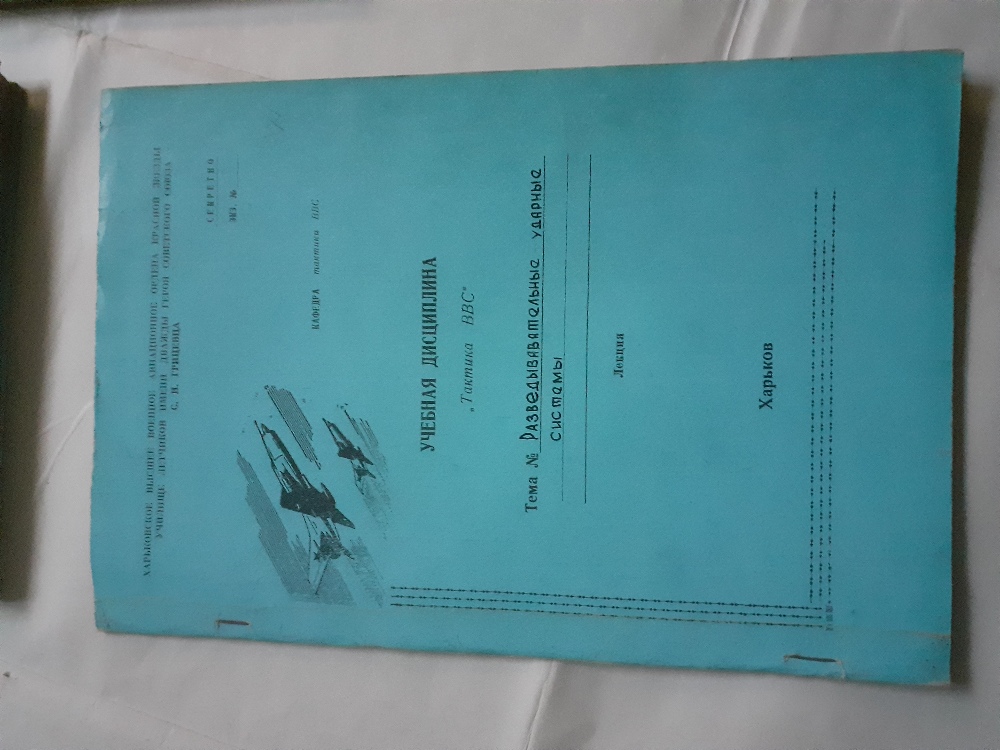 ХАРЬКОВСКОЕ ВЫСШЕЕ ВОЕННОЕ АВИАЦИОННОЕ ОРДЕНА КРАСНОЙ ЗВЕЗДЫ
УЧИЛИЩЕ ЛЕТЧИКОВ ИМЕНИ ДВАЖДЫ ГЕРОЯ СОВЕТСКОГО СОЮЗА
С. И. ГРИЦЕВЦА
СЕКРЕТНО
ЭКЗ. №
КАФЕДРА тактики ВВС
УЧЕБНАЯ ДИСЦИПЛИНА
„Тактика ВВС"
Тема № Разведывавательные ударные
системы
Лекция
Харьков